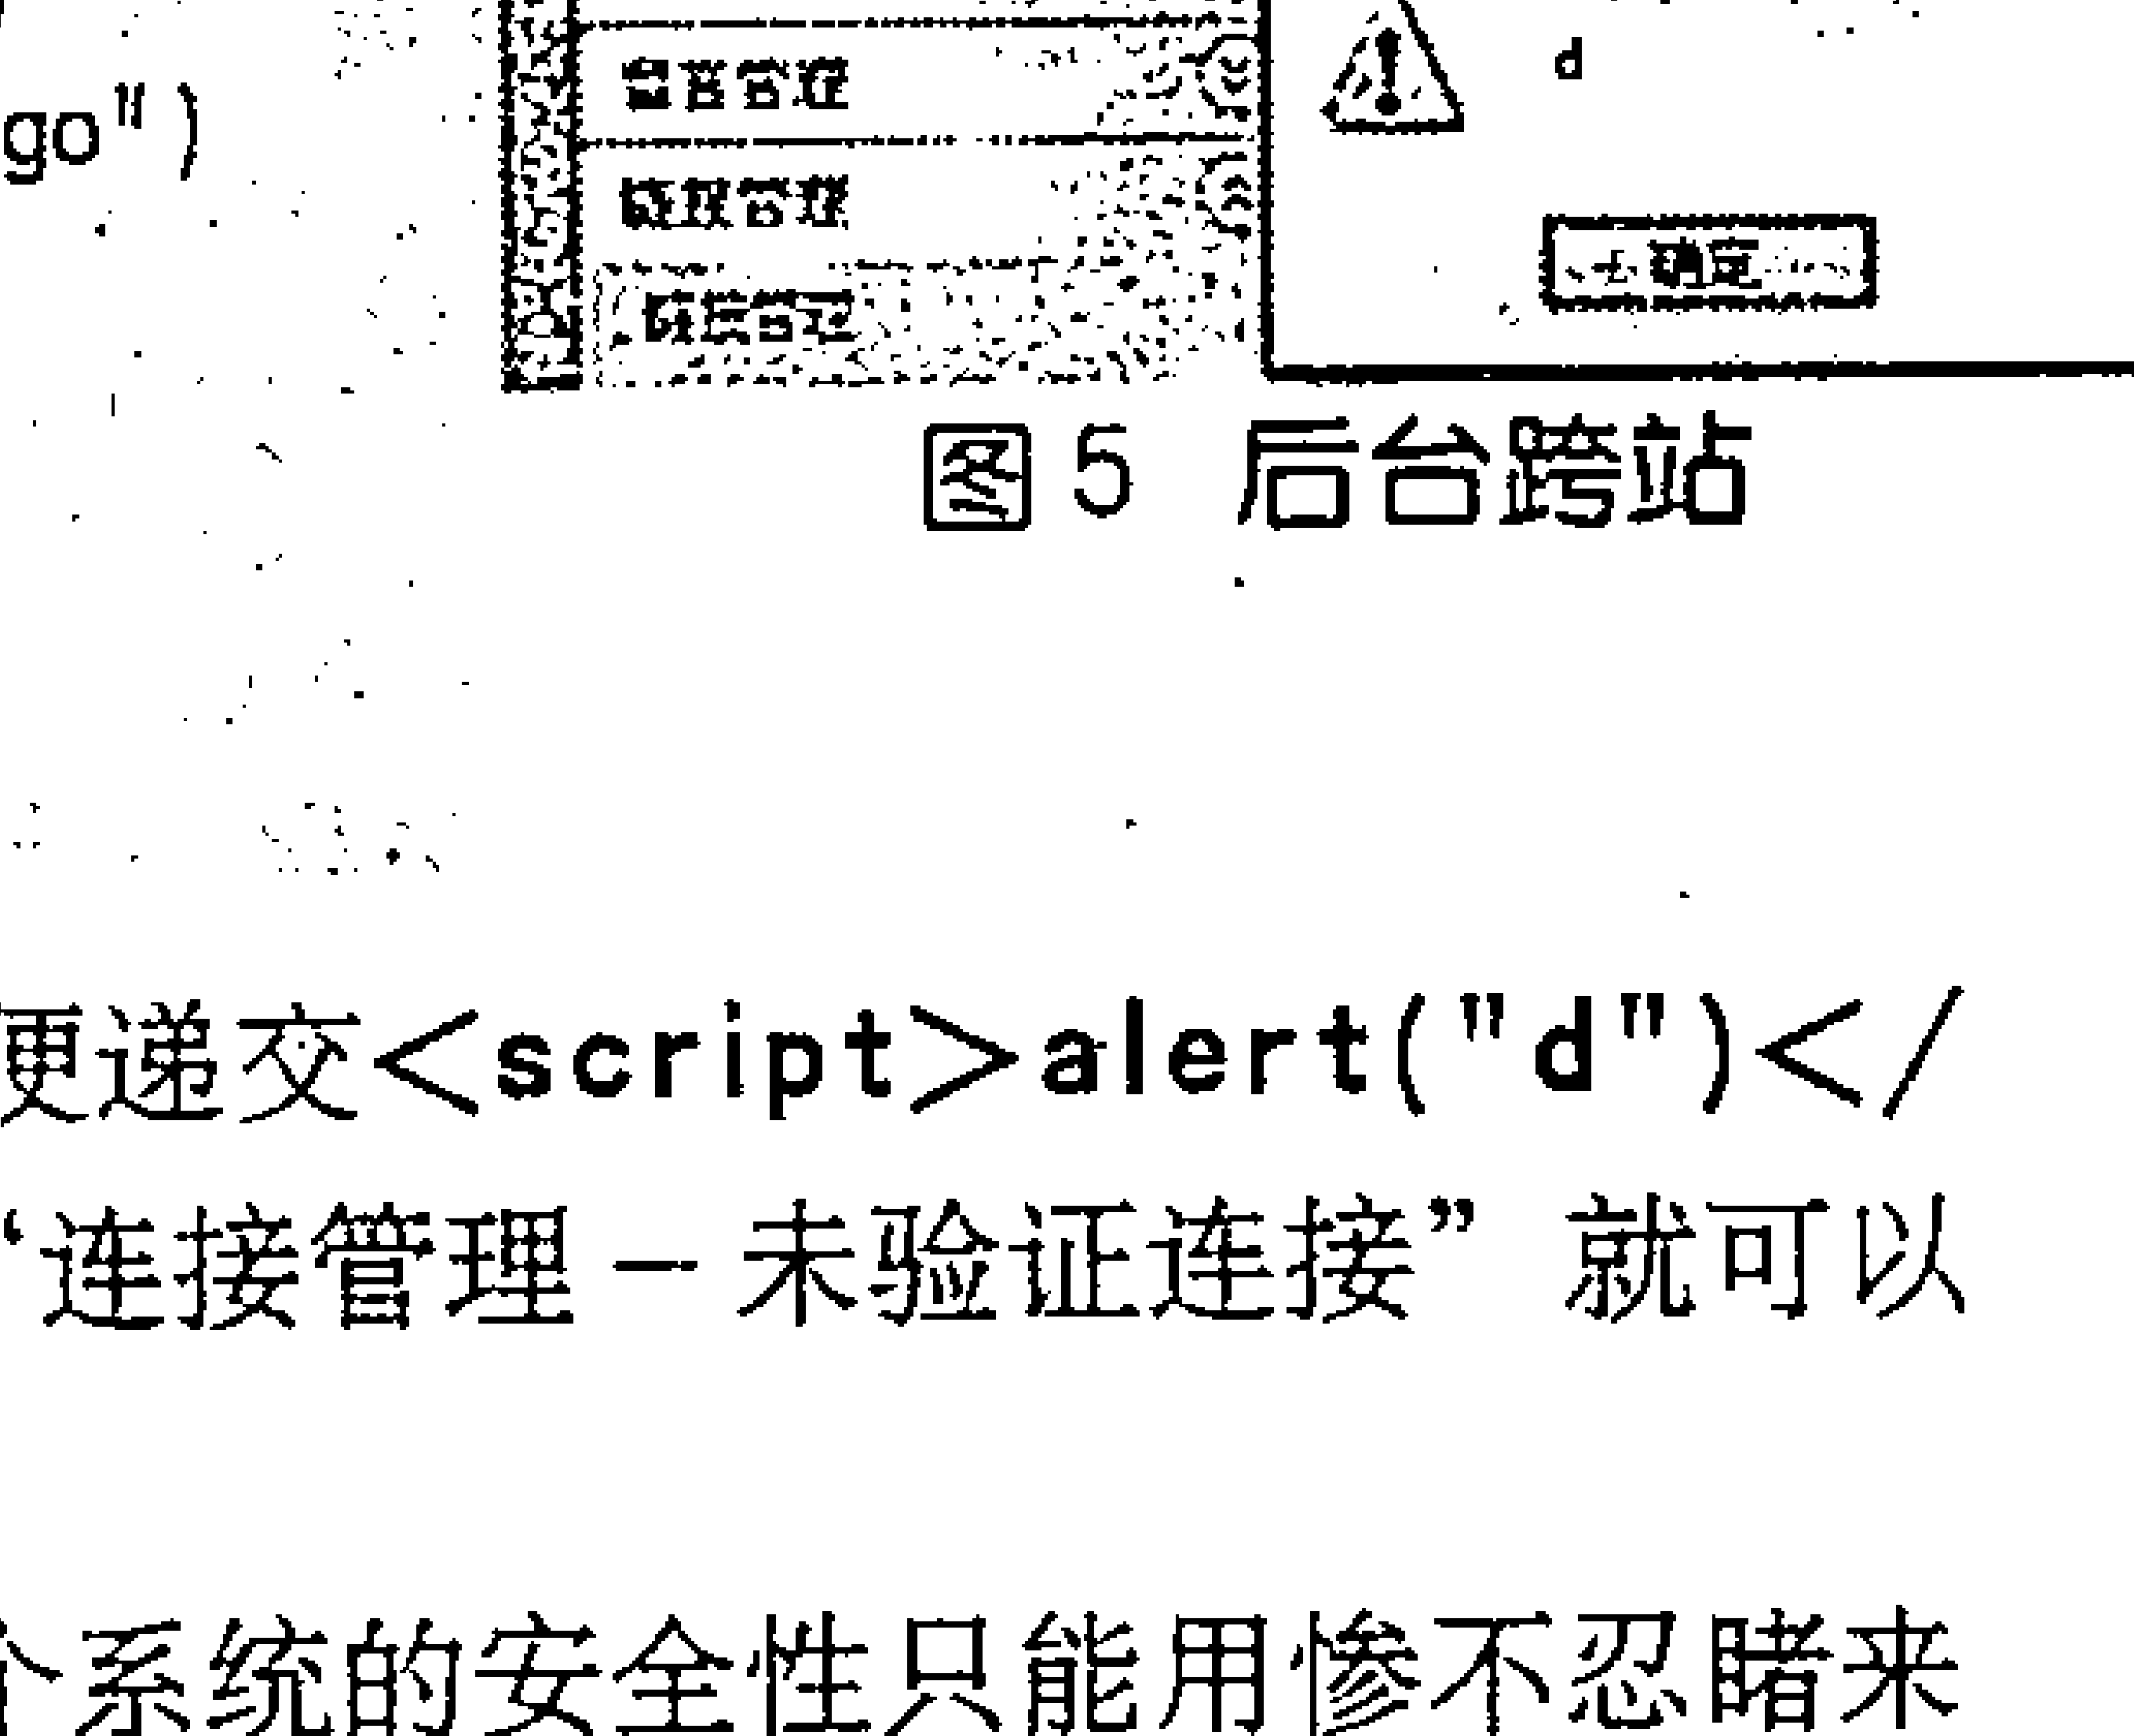 go")
d
确定
图 5 后台跨站
更递交<script>alert("d")</
“连接管理 - 未验证连接” 就可以
个系统的安全性只能用惨不忍睹来